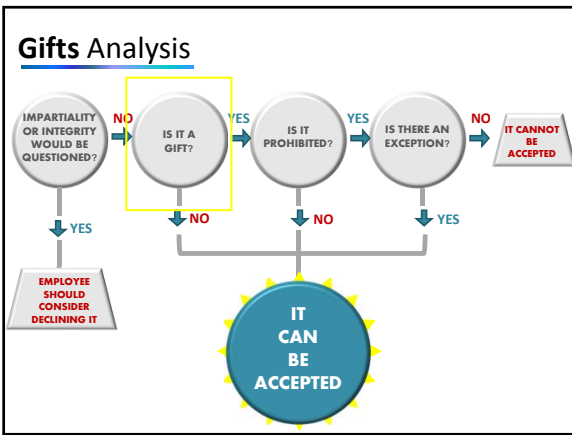 Gifts Analysis
IMPARTIALITY
OR INTEGRITY
WOULD BE
QUESTIONED?
NO
IS IT A
GIFT?
YES
IS IT
PROHIBITED?
YES
IS THERE AN
EXCEPTION?
NO
IT CANNOT
BE
ACCEPTED
YES
NO
NO
YES
EMPLOYEE
SHOULD
CONSIDER
DECLINING IT
IT
CAN
BE
ACCEPTED